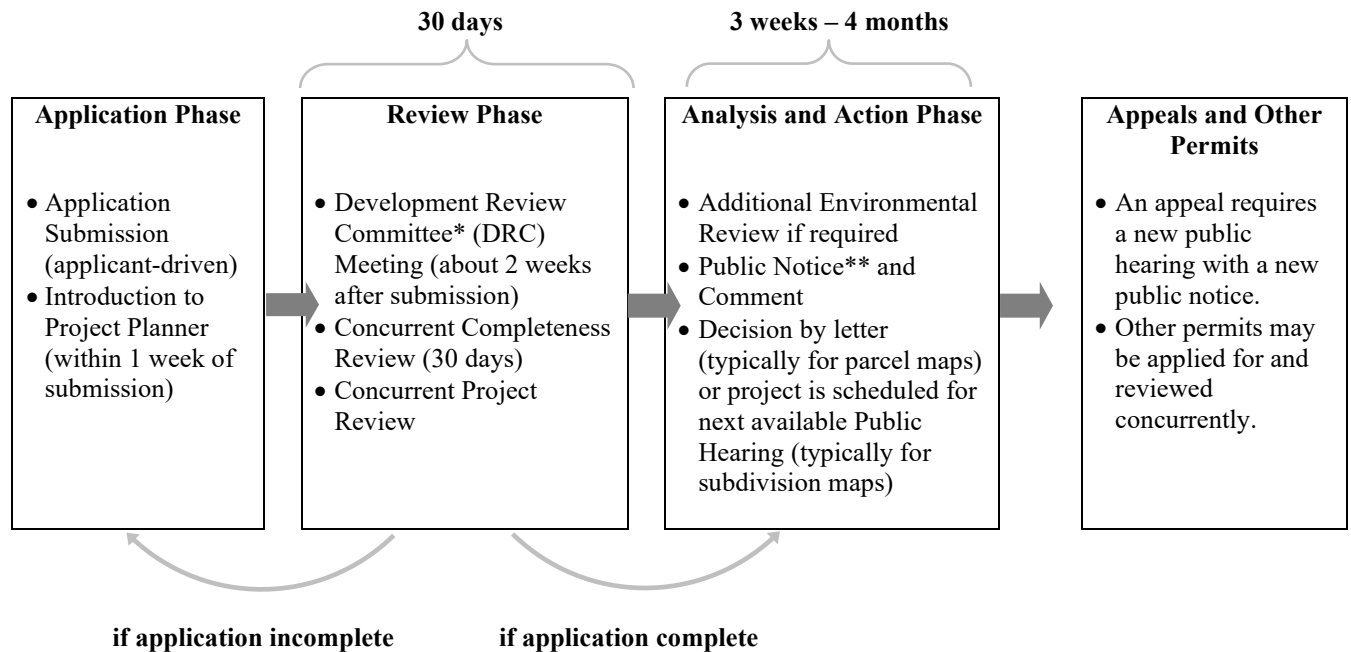 30 days
3 weeks – 4 months
Application Phase
• Application
Submission
(applicant-driven)
• Introduction to
Project Planner
(within 1 week of
submission)
Review Phase
• Development Review
Committee* (DRC)
Meeting (about 2 weeks
after submission)
• Concurrent Completeness
Review (30 days)
• Concurrent Project
Review
Analysis and Action Phase
• Additional Environmental
Review if required
• Public Notice** and
Comment
• Decision by letter
(typically for parcel maps)
or project is scheduled for
next available Public
Hearing (typically for
subdivision maps)
Appeals and Other
Permits
• An appeal requires
a new public
hearing with a new
public notice.
• Other permits may
be applied for and
reviewed
concurrently.
if application incomplete
if application complete